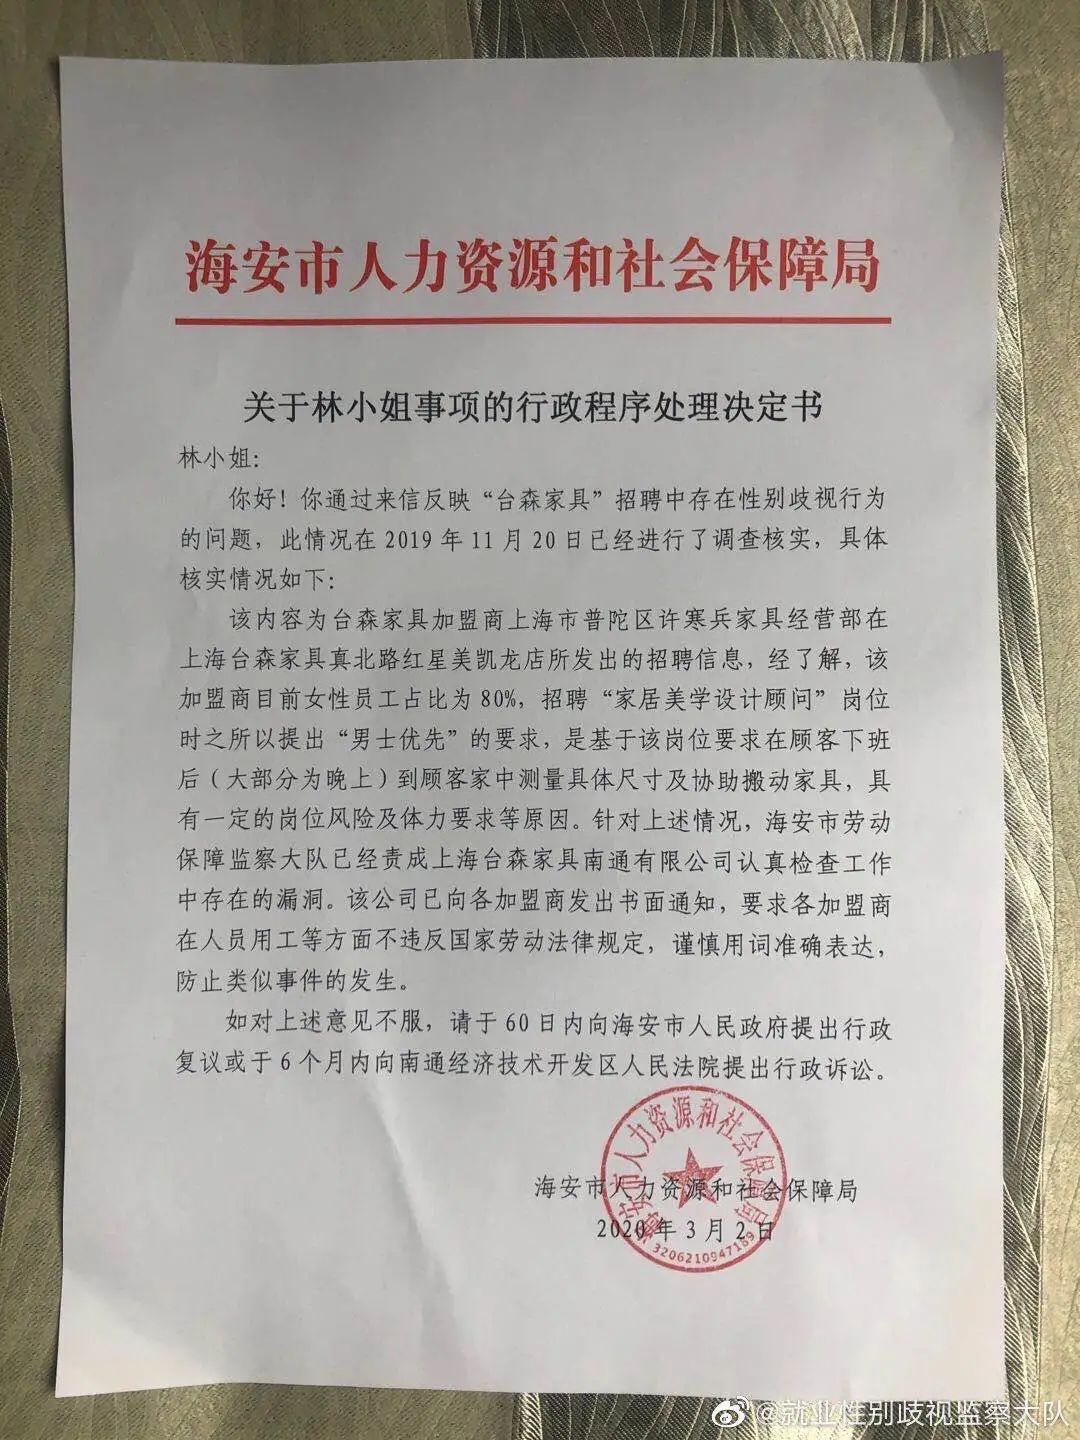 海安市人力资源和社会保障局
关于林小姐事项的行政程序处理决定书
林小姐：
你好！你通过来信反映“台森家具”招聘中存在性别歧视行为
的问题，此情况在 2019 年 11 月 20 日已经进行了调查核实，具体
核实情况如下：
该内容为台森家具加盟商上海市普陀区许寒兵家具经营部在
上海台森家具真北路红星美凯龙店所发出的招聘信息，经了解，该
加盟商目前女性员工占比为 80%，招聘“家居美学设计顾问”岗位
时之所以提出“男士优先”的要求，是基于该岗位要求在顾客下班
后（大部分为晚上）到顾客家中测量具体尺寸及协助搬动家具，具
有一定的岗位风险及体力要求等原因。针对上述情况，海安市劳动
保障监察大队已经责成上海台森家具南通有限公司认真检查工作
中存在的漏洞。该公司已向各加盟商发出书面通知，要求各加盟商
在人员用工等方面不违反国家劳动法律规定，谨慎用词准确表达，
防止类似事件的发生。
如对上述意见不服，请于 60 日内向海安市人民政府提出行政
复议或于 6 个月内向南通经济技术开发区人民法院提出行政诉讼。
海安市人力资源和社会保障局
海安市人力资源和社会保障局
2020 年 3 月 2 日
3206210947189
@就业性别歧视监察大队